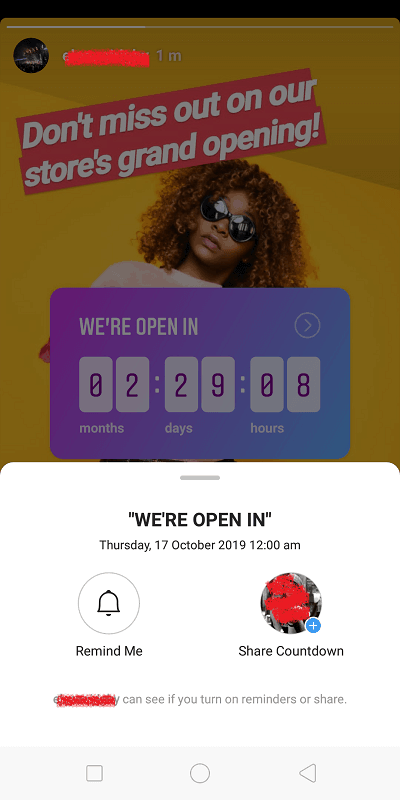 1 m
Don't miss out on our
store's grand opening!
WE'RE OPEN IN
02:29:08
months days hours
"WE'RE OPEN IN"
Thursday, 17 October 2019 12:00 am
Remind Me Share Countdown
can see if you turn on reminders or share.